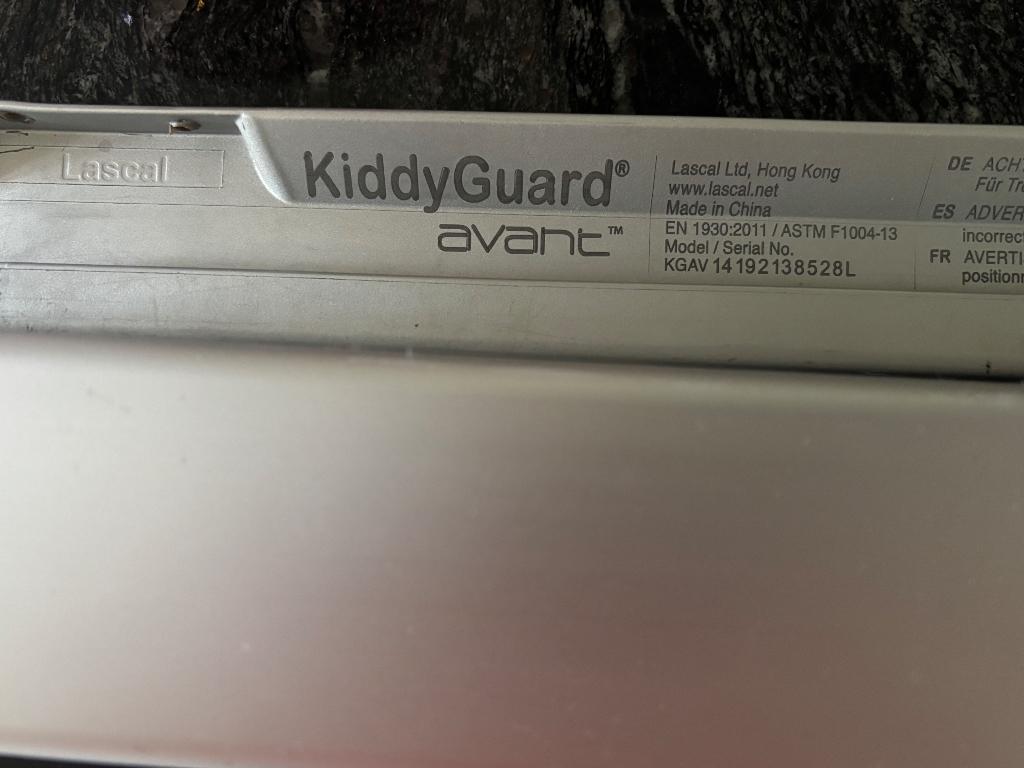 Lascal
KiddyGuard®
avant™
Lascal Ltd, Hong Kong
www.lascal.net
Made in China
EN 1930:2011 / ASTM F1004-13
Model / Serial No.
KGAV 14192138528L
DE
Für
ES
FR